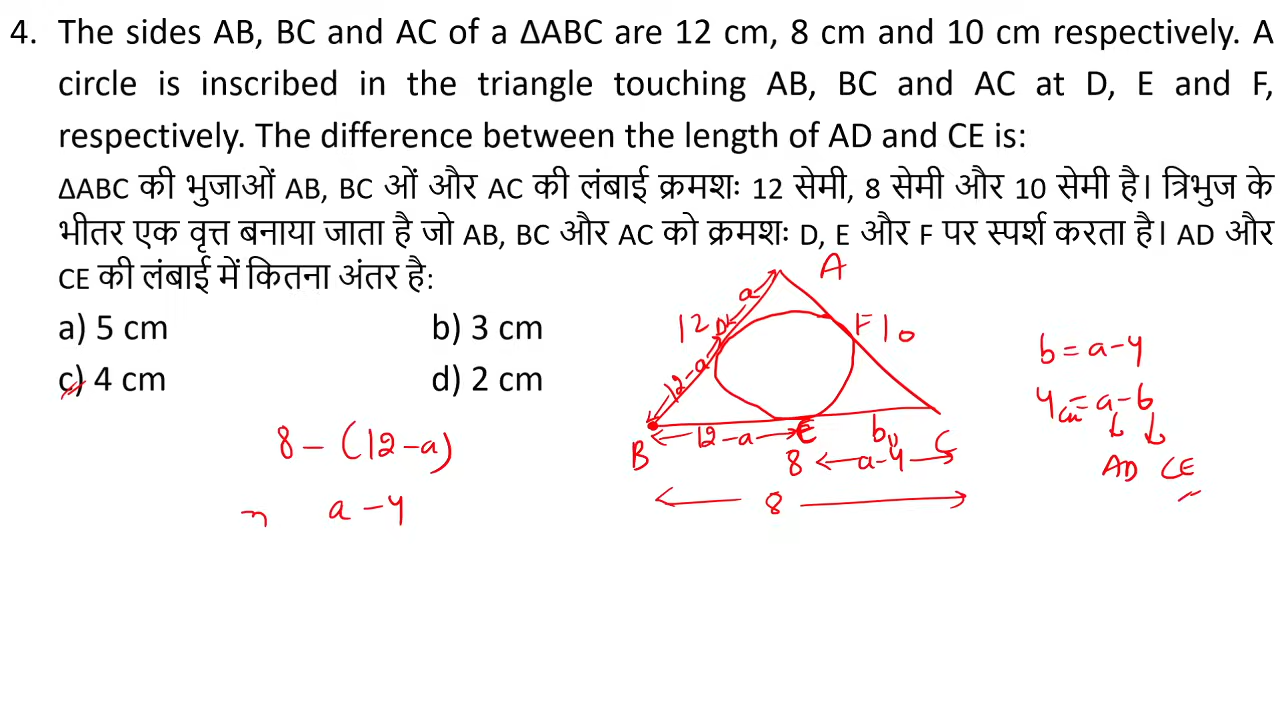 4. The sides AB, BC and AC of a ΔABC are 12 cm, 8 cm and 10 cm respectively. A
circle is inscribed in the triangle touching AB, BC and AC at D, E and F,
respectively. The difference between the length of AD and CE is:
ΔABC की भुजाओं AB, BC ओं और AC की लंबाई क्रमशः 12 सेमी, 8 सेमी और 10 सेमी है। त्रिभुज के
भीतर एक वृत्त बनाया जाता है जो AB, BC और AC को क्रमशः D, E और F पर स्पर्श करता है। AD और
CE की लंबाई में कितना अंतर है:
a) 5 cm
b) 3 cm
c) 4 cm
d) 2 cm
A
a
12
D
F
10
12-a
B
12-a
E
b
C
8
a-4
8
8-(12-a)
a-4
b=a-4
4cm=a-b
AD CE